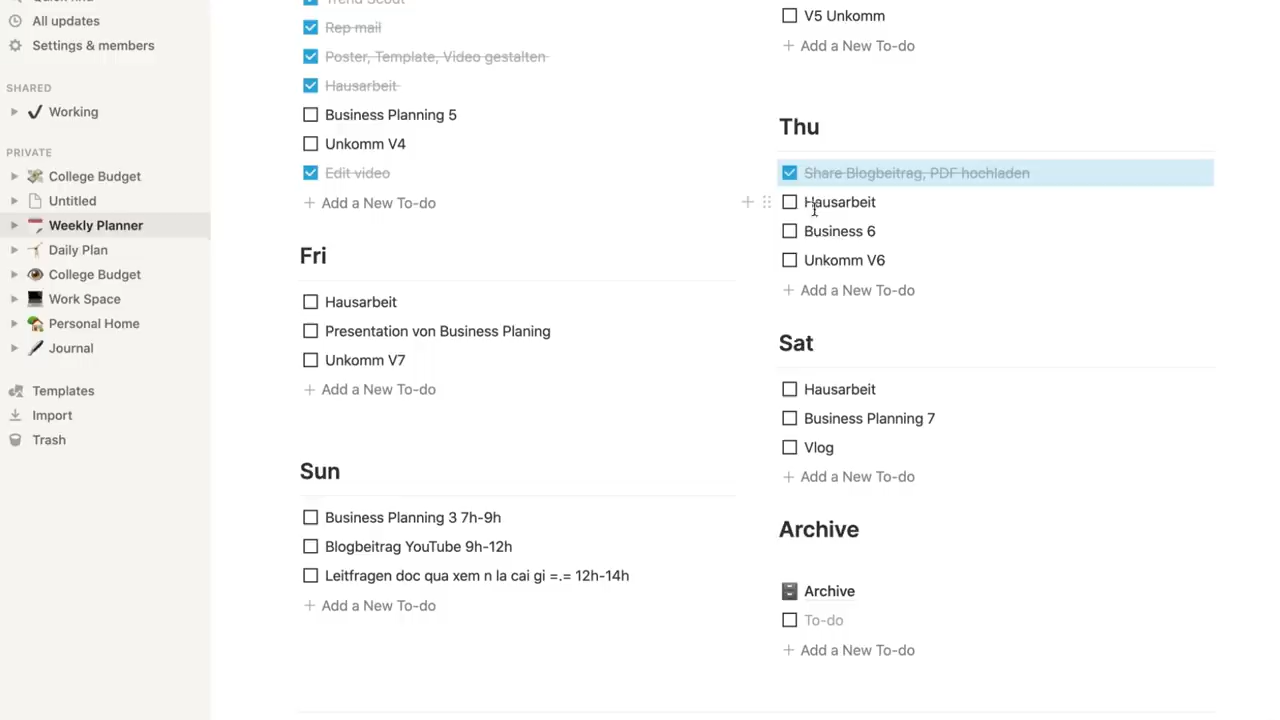 Quick find
All updates
Settings & members
SHARED
Working
PRIVATE
College Budget
Untitled
Weekly Planner
Daily Plan
College Budget
Work Space
Personal Home
Journal
Templates
Import
Trash
Trend Scout
Rep mail
Poster, Template, Video gestalten
Hausarbeit
Business Planning 5
Unkomm V4
Edit video
+ Add a New To-do
Fri
Hausarbeit
Presentation von Business Planing
Unkomm V7
+ Add a New To-do
Sun
Business Planning 3 7h-9h
Blogbeitrag YouTube 9h-12h
Leitfragen doc qua xem n la cai gi =.= 12h-14h
+ Add a New To-do
V5 Unkomm
+ Add a New To-do
Thu
Share Blogbeitrag, PDF hochladen
Hausarbeit
Business 6
Unkomm V6
+ Add a New To-do
Sat
Hausarbeit
Business Planning 7
Vlog
+ Add a New To-do
Archive
Archive
To-do
+ Add a New To-do